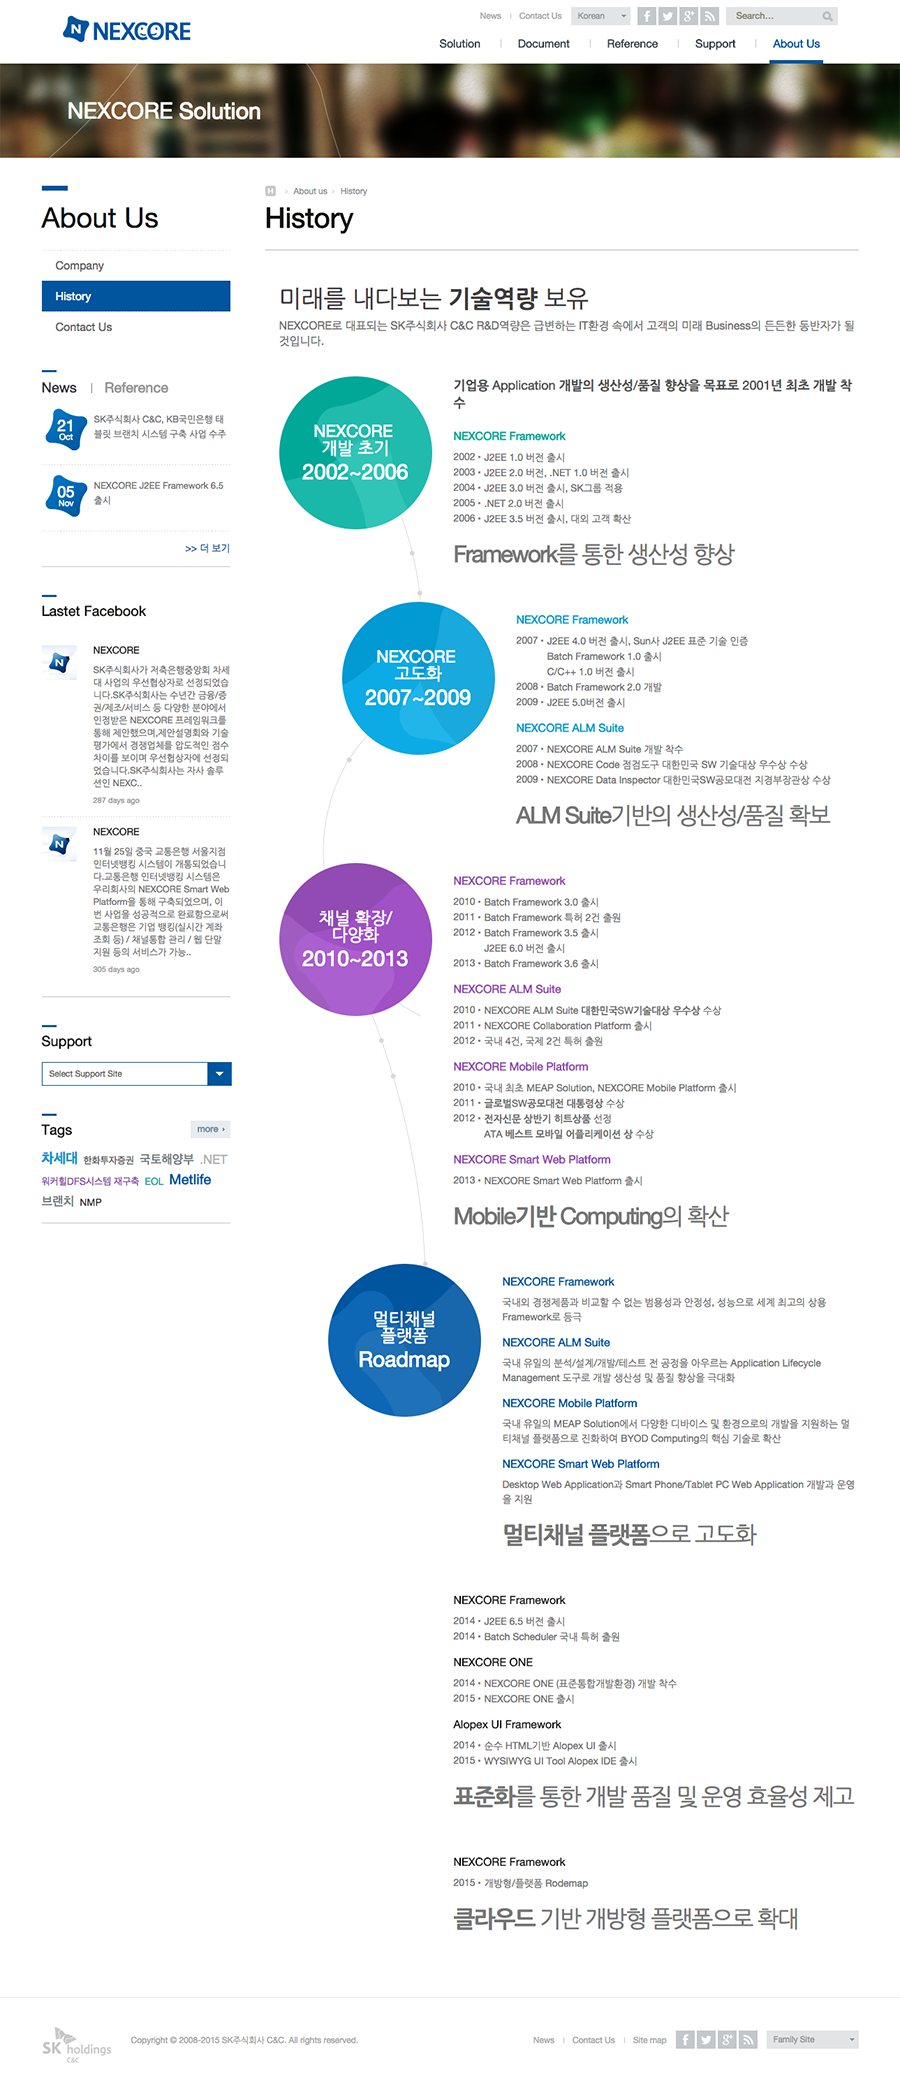 NEXCORE
News
Contact Us
Korean
Search...
Solution
Document
Reference
Support
About Us
NEXCORE Solution
About Us
Company
History
Contact Us
News
Reference
21
Oct
SK주식회사 C&C, KB국민은행 태
블릿 브랜치 시스템 구축 사업 수주
05
Nov
NEXCORE J2EE Framework 6.5
출시
>> 더 보기
Lastet Facebook
NEXCORE
SK주식회사가 저축은행중앙회 차세
대 사업의 우선협상자로 선정되었습
니다.SK주식회사는 수년간 금융/증
권/제조/서비스 등 다양한 분야에서
인정받은 NEXCORE 프레임워크를
통해 제안했으며,제안설명회와 기술
평가에서 경쟁업체를 압도적인 점수
차이를 보이며 우선협상자에 선정되
었습니다.SK주식회사는 자사 솔루
션인 NEXC..
287 days ago
NEXCORE
11월 25일 중국 교통은행 서울지점
인터넷뱅킹 시스템이 개통되었습니
다.교통은행 인터넷뱅킹 시스템은
우리회사의 NEXCORE Smart Web
Platform을 통해 구축되었으며, 이
번 사업을 성공적으로 완료함으로써
교통은행은 기업 뱅킹(실시간 계좌
조회 등) / 채널통합 관리 / 웹 단말
지원 등의 서비스가 가능..
305 days ago
Support
Select Support Site
Tags
more ›
차세대 한화투자증권 국토해양부 .NET
워커힐DFS시스템 재구축 EOL Metlife
브랜치 NMP
H › About us › History
History
미래를 내다보는 기술역량 보유
NEXCORE로 대표되는 SK주식회사 C&C R&D역량은 급변하는 IT환경 속에서 고객의 미래 Business의 든든한 동반자가 될
것입니다.
NEXCORE
개발 초기
2002~2006
기업용 Application 개발의 생산성/품질 향상을 목표로 2001년 최초 개발 착
수
NEXCORE Framework
2002 • J2EE 1.0 버전 출시
2003 • J2EE 2.0 버전, .NET 1.0 버전 출시
2004 • J2EE 3.0 버전 출시, SK그룹 적용
2005 • .NET 2.0 버전 출시
2006 • J2EE 3.5 버전 출시, 대외 고객 확산
Framework를 통한 생산성 향상
NEXCORE
고도화
2007~2009
NEXCORE Framework
2007 • J2EE 4.0 버전 출시, Sun사 J2EE 표준 기술 인증
Batch Framework 1.0 출시
C/C++ 1.0 버전 출시
2008 • Batch Framework 2.0 개발
2009 • J2EE 5.0버전 출시
NEXCORE ALM Suite
2007 • NEXCORE ALM Suite 개발 착수
2008 • NEXCORE Code 점검도구 대한민국 SW 기술대상 우수상 수상
2009 • NEXCORE Data Inspector 대한민국SW공모대전 지경부장관상 수상
ALM Suite기반의 생산성/품질 확보
채널 확장/
다양화
2010~2013
NEXCORE Framework
2010 • Batch Framework 3.0 출시
2011 • Batch Framework 특허 2건 출원
2012 • Batch Framework 3.5 출시
J2EE 6.0 버전 출시
2013 • Batch Framework 3.6 출시
NEXCORE ALM Suite
2010 • NEXCORE ALM Suite 대한민국SW기술대상 우수상 수상
2011 • NEXCORE Collaboration Platform 출시
2012 • 국내 4건, 국제 2건 특허 출원
NEXCORE Mobile Platform
2010 • 국내 최초 MEAP Solution, NEXCORE Mobile Platform 출시
2011 • 글로벌SW공모대전 대통령상 수상
2012 • 전자신문 상반기 히트상품 선정
ATA 베스트 모바일 어플리케이션 상 수상
NEXCORE Smart Web Platform
2013 • NEXCORE Smart Web Platform 출시
Mobile기반 Computing의 확산
멀티채널
플랫폼
Roadmap
NEXCORE Framework
국내외 경쟁제품과 비교할 수 없는 범용성과 안정성, 성능으로 세계 최고의 상용
Framework로 등극
NEXCORE ALM Suite
국내 유일의 분석/설계/개발/테스트 전 공정을 아우르는 Application Lifecycle
Management 도구로 개발 생산성 및 품질 향상을 극대화
NEXCORE Mobile Platform
국내 유일의 MEAP Solution에서 다양한 디바이스 및 환경으로의 개발을 지원하는 멀
티채널 플랫폼으로 진화하여 BYOD Computing의 핵심 기술로 확산
NEXCORE Smart Web Platform
Desktop Web Application과 Smart Phone/Tablet PC Web Application 개발과 운영
을 지원
멀티채널 플랫폼으로 고도화
NEXCORE Framework
2014 • J2EE 6.5 버전 출시
2014 • Batch Scheduler 국내 특허 출원
NEXCORE ONE
2014 • NEXCORE ONE (표준통합개발환경) 개발 착수
2015 • NEXCORE ONE 출시
Alopex UI Framework
2014 • 순수 HTML기반 Alopex UI 출시
2015 • WYSIWYG UI Tool Alopex IDE 출시
표준화를 통한 개발 품질 및 운영 효율성 제고
NEXCORE Framework
2015 • 개방형/플랫폼 Rodemap
클라우드 기반 개방형 플랫폼으로 확대
SK holdings
C&C
Copyright © 2008-2015 SK주식회사 C&C. All rights reserved.
News
Contact Us
Site map
Family Site